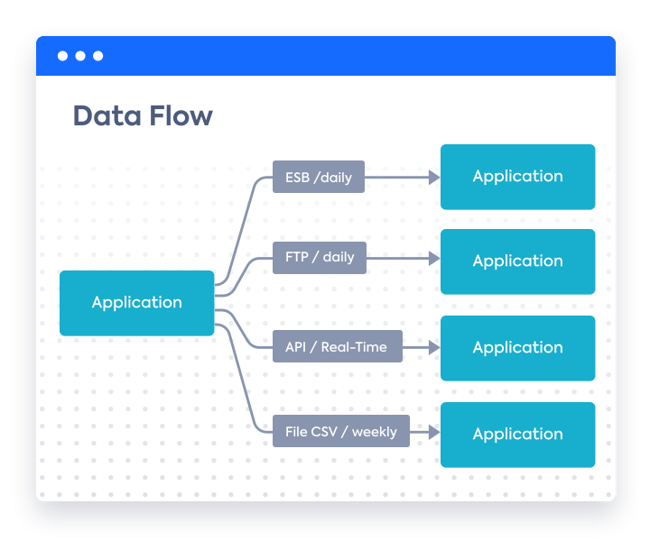 Data Flow
ESB /daily
Application
FTP / daily
Application
Application
API / Real-Time
Application
File CSV / weekly
Application